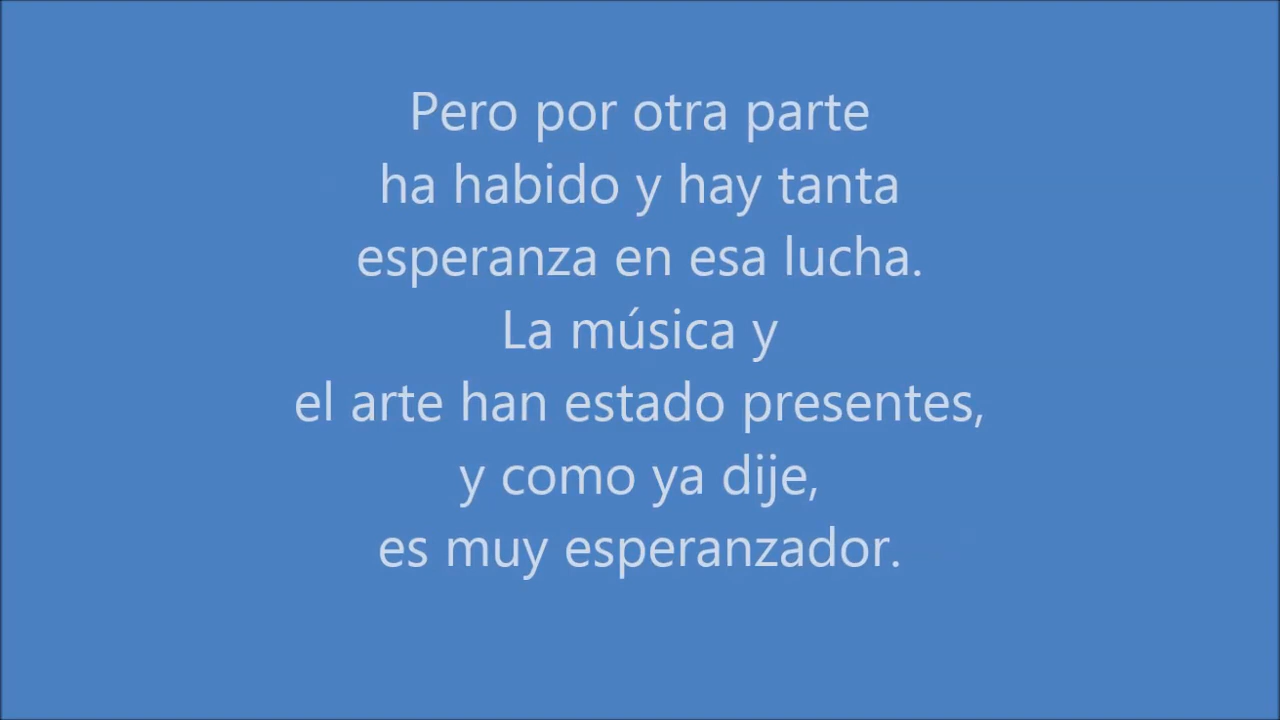 Pero por otra parte
ha habido y hay tanta
esperanza en esa lucha.
La música y
el arte han estado presentes,
y como ya dije,
es muy esperanzador.